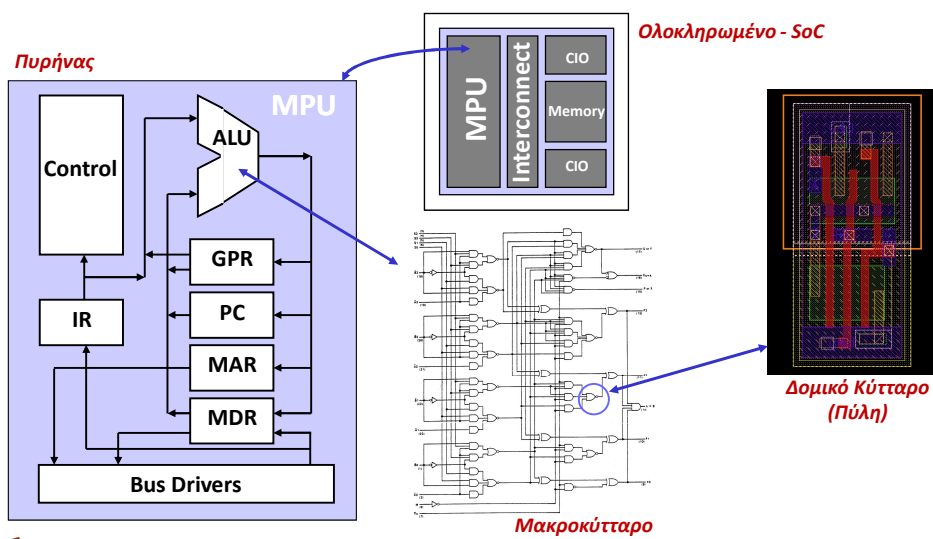 Πυρήνας
MPU
Control
ALU
GPR
IR
PC
MAR
MDR
Bus Drivers
Ολοκληρωμένο - SoC
MPU
Interconnect
CIO
Memory
CIO
Μακροκύτταρο
Δομικό Κύτταρο
(Πύλη)